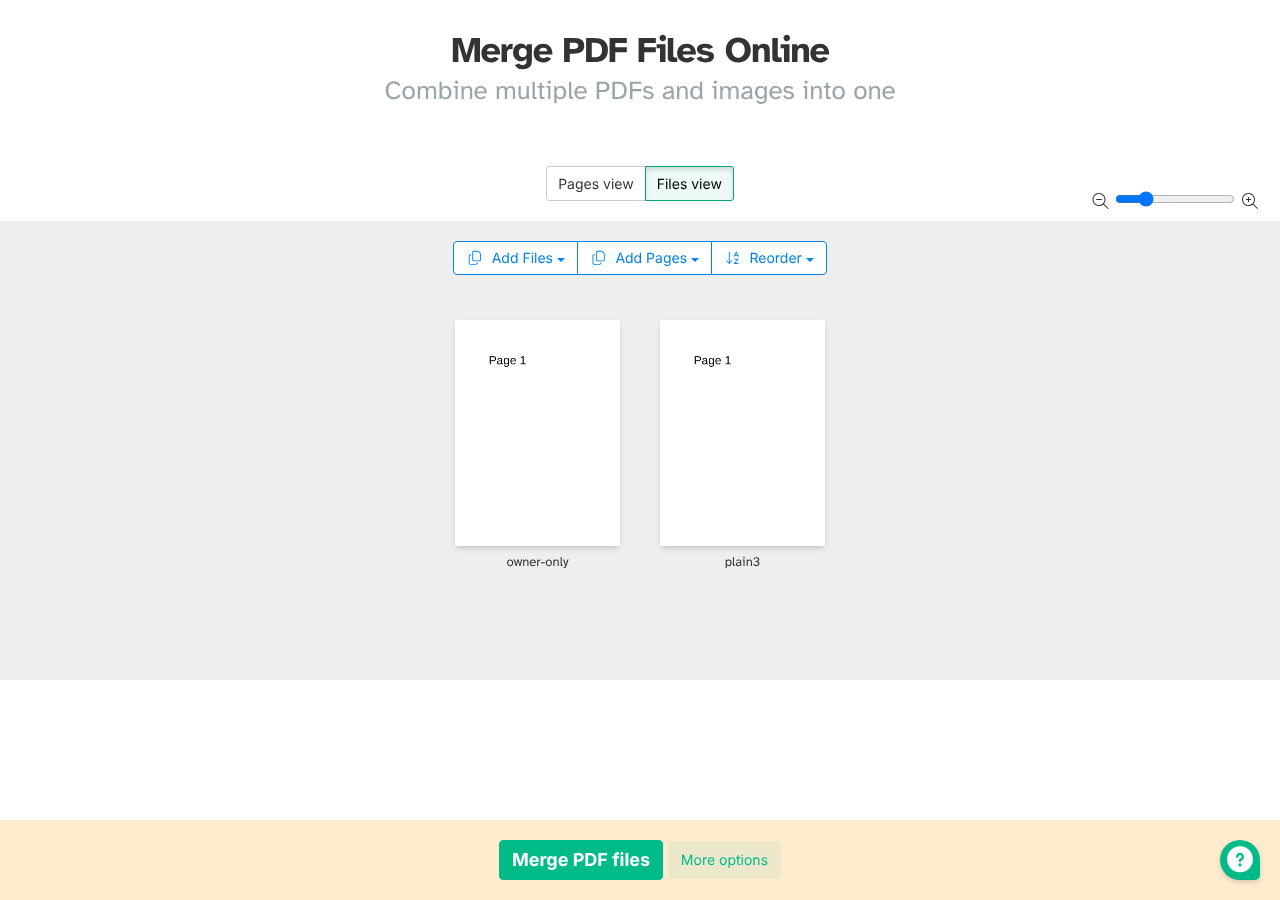 Merge PDF Files Online
Combine multiple PDFs and images into one
Pages view Files view
Add Files Add Pages Reorder
Page 1 Page 1
owner-only plain3
Merge PDF files More options